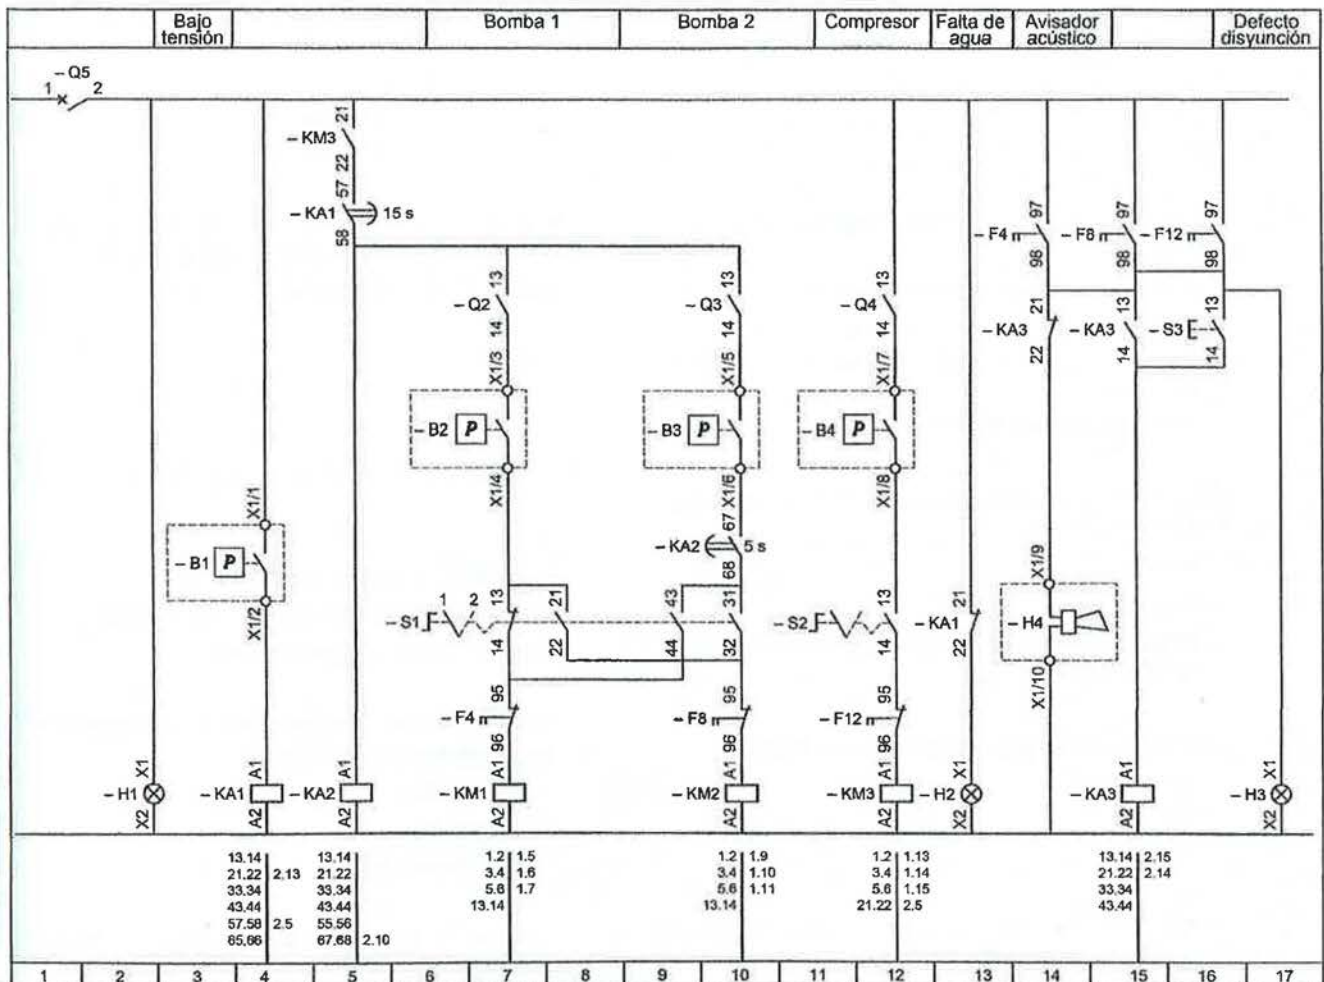 Bajo tensión
Bomba 1
Bomba 2
Compresor
Falta de agua
Avisador acústico
Defecto disyunción
– Q5
1 2
21
– KM3
22
57
– KA1 15 s
58
97 97 97
– F4 – F8 – F12
98 98 98
13 13 13
– Q2 – Q3 – Q4
14 14 14
21 13 13
– KA3 – KA3 – S3
22 14 14
X1/3 X1/5 X1/7
– B2 P – B3 P – B4 P
X1/4 X1/6 X1/8
X1/1
– B1 P
X1/2
67
– KA2 5 s
68
X1/9
– H4
X1/10
1 2 13 21 43 31 13 21
– S1 – S2 – KA1
14 22 44 32 14 22
95 95 95
– F4 – F8 – F12
96 96 96
X1 A1 A1 A1 A1 A1 X1 A1 X1
– H1 – KA1 – KA2 – KM1 – KM2 – KM3 – H2 – KA3 – H3
X2 A2 A2 A2 A2 A2 X2 A2 X2
13.14 13.14 1.2 1.5 1.2 1.9 1.2 1.13 13.14 2.15
21.22 2.13 21.22 3.4 1.6 3.4 1.10 3.4 1.14 21.22 2.14
33.34 33.34 5.6 1.7 5.6 1.11 5.6 1.15 33.34
43.44 43.44 13.14 13.14 21.22 2.5 43.44
57.58 2.5 55.56
65.66 67.68 2.10
1 2 3 4 5 6 7 8 9 10 11 12 13 14 15 16 17